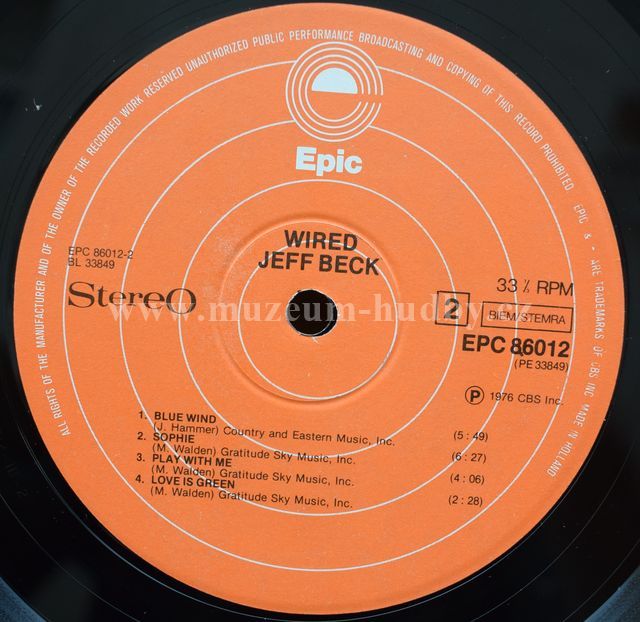 ALL RIGHTS OF THE MANUFACTURER AND OF THE OWNER OF THE RECORDED WORK RESERVED UNAUTHORIZED PUBLIC PERFORMANCE BROADCASTING AND COPYING OF THIS RECORD PROHIBITED. EPIC & - ARE TRADEMARKS OF CBS INC. MADE IN HOLLAND
Epic
WIRED
JEFF BECK
EPC 86012-2
BL 33849
Stereo
33 ⅓ RPM
2 BIEM/STEMRA
EPC 86012
(PE 33849)
℗ 1976 CBS Inc.
www.muzeum-hudby.cz
1. BLUE WIND
(J. Hammer) Country and Eastern Music, Inc. (5 : 49)
2. SOPHIE
(M. Walden) Gratitude Sky Music, Inc. (6 : 27)
3. PLAY WITH ME
(M. Walden) Gratitude Sky Music, Inc. (4 : 06)
4. LOVE IS GREEN
(M. Walden) Gratitude Sky Music, Inc. (2 : 28)